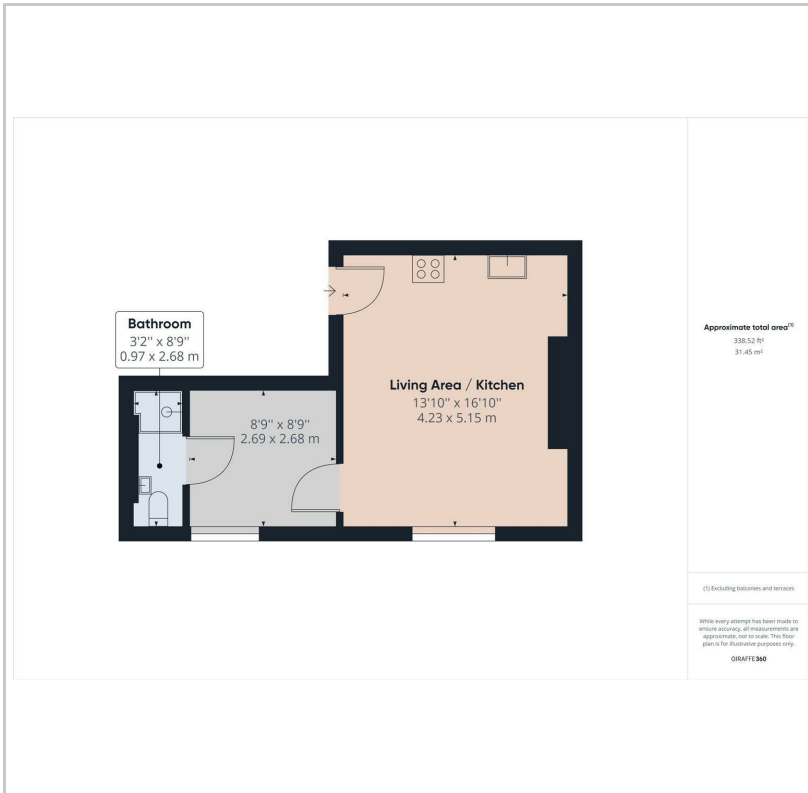 Bathroom
3'2" x 8'9"
0.97 x 2.68 m
8'9" x 8'9"
2.69 x 2.68 m
Living Area / Kitchen
13'10" x 16'10"
4.23 x 5.15 m
Approximate total area(1)
338.52 ft²
31.45 m²
(1) Excluding balconies and terraces
While every attempt has been made to
ensure accuracy, all measurements are
approximate, not to scale. This floor
plan is for illustrative purposes only.
GIRAFFE360